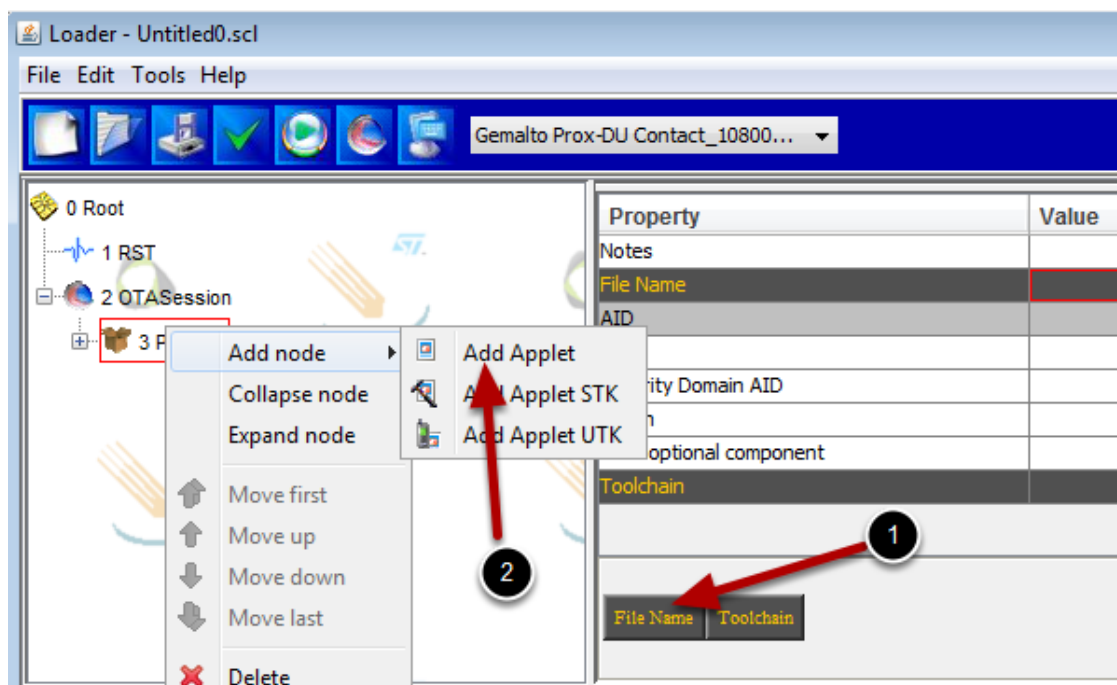 Loader - Untitled0.scl
File Edit Tools Help
Gemalto Prox-DU Contact_10800...
0 Root
1 RST
2 OTASession
3 P
Add node
Collapse node
Expand node
Move first
Move up
Move down
Move last
Delete
Add Applet
Add Applet STK
Add Applet UTK
Property Value
Notes
File Name
AID
rity Domain AID
optional component
Toolchain
1
2
File Name Toolchain
ST